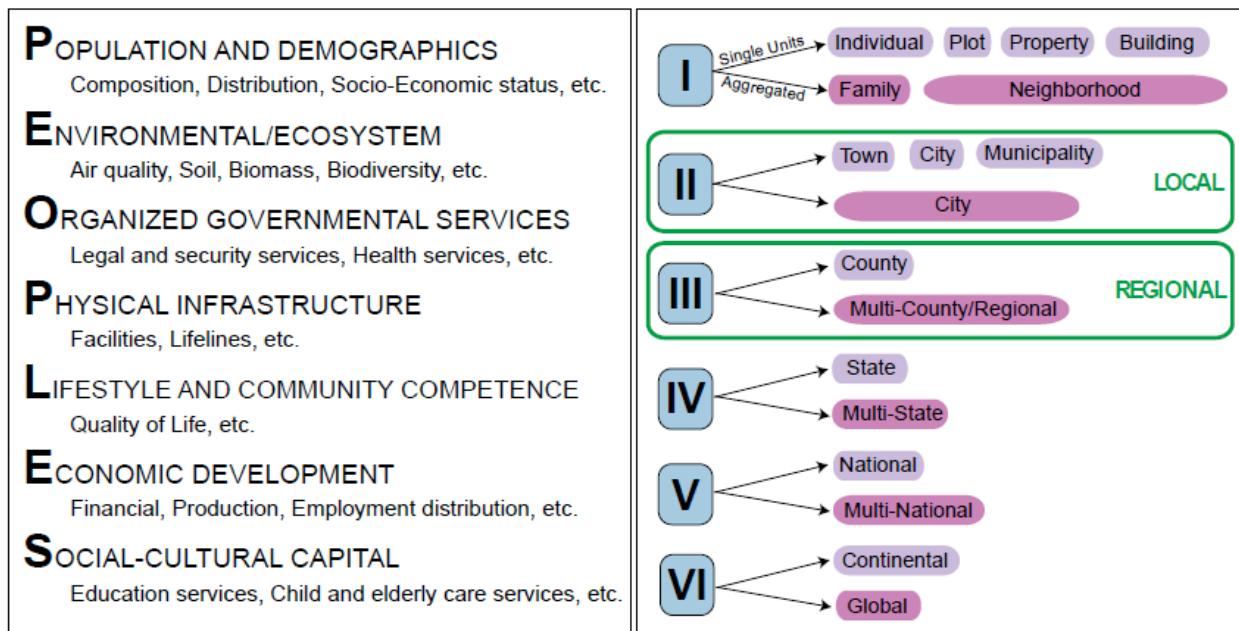 POPULATION AND DEMOGRAPHICS
Composition, Distribution, Socio-Economic status, etc.
ENVIRONMENTAL/ECOSYSTEM
Air quality, Soil, Biomass, Biodiversity, etc.
ORGANIZED GOVERNMENTAL SERVICES
Legal and security services, Health services, etc.
PHYSICAL INFRASTRUCTURE
Facilities, Lifelines, etc.
LIFESTYLE AND COMMUNITY COMPETENCE
Quality of Life, etc.
ECONOMIC DEVELOPMENT
Financial, Production, Employment distribution, etc.
SOCIAL-CULTURAL CAPITAL
Education services, Child and elderly care services, etc.
I
Single Units
Individual Plot Property Building
Aggregated
Family Neighborhood
II
Town City Municipality
City
LOCAL
III
County
Multi-County/Regional
REGIONAL
IV
State
Multi-State
V
National
Multi-National
VI
Continental
Global